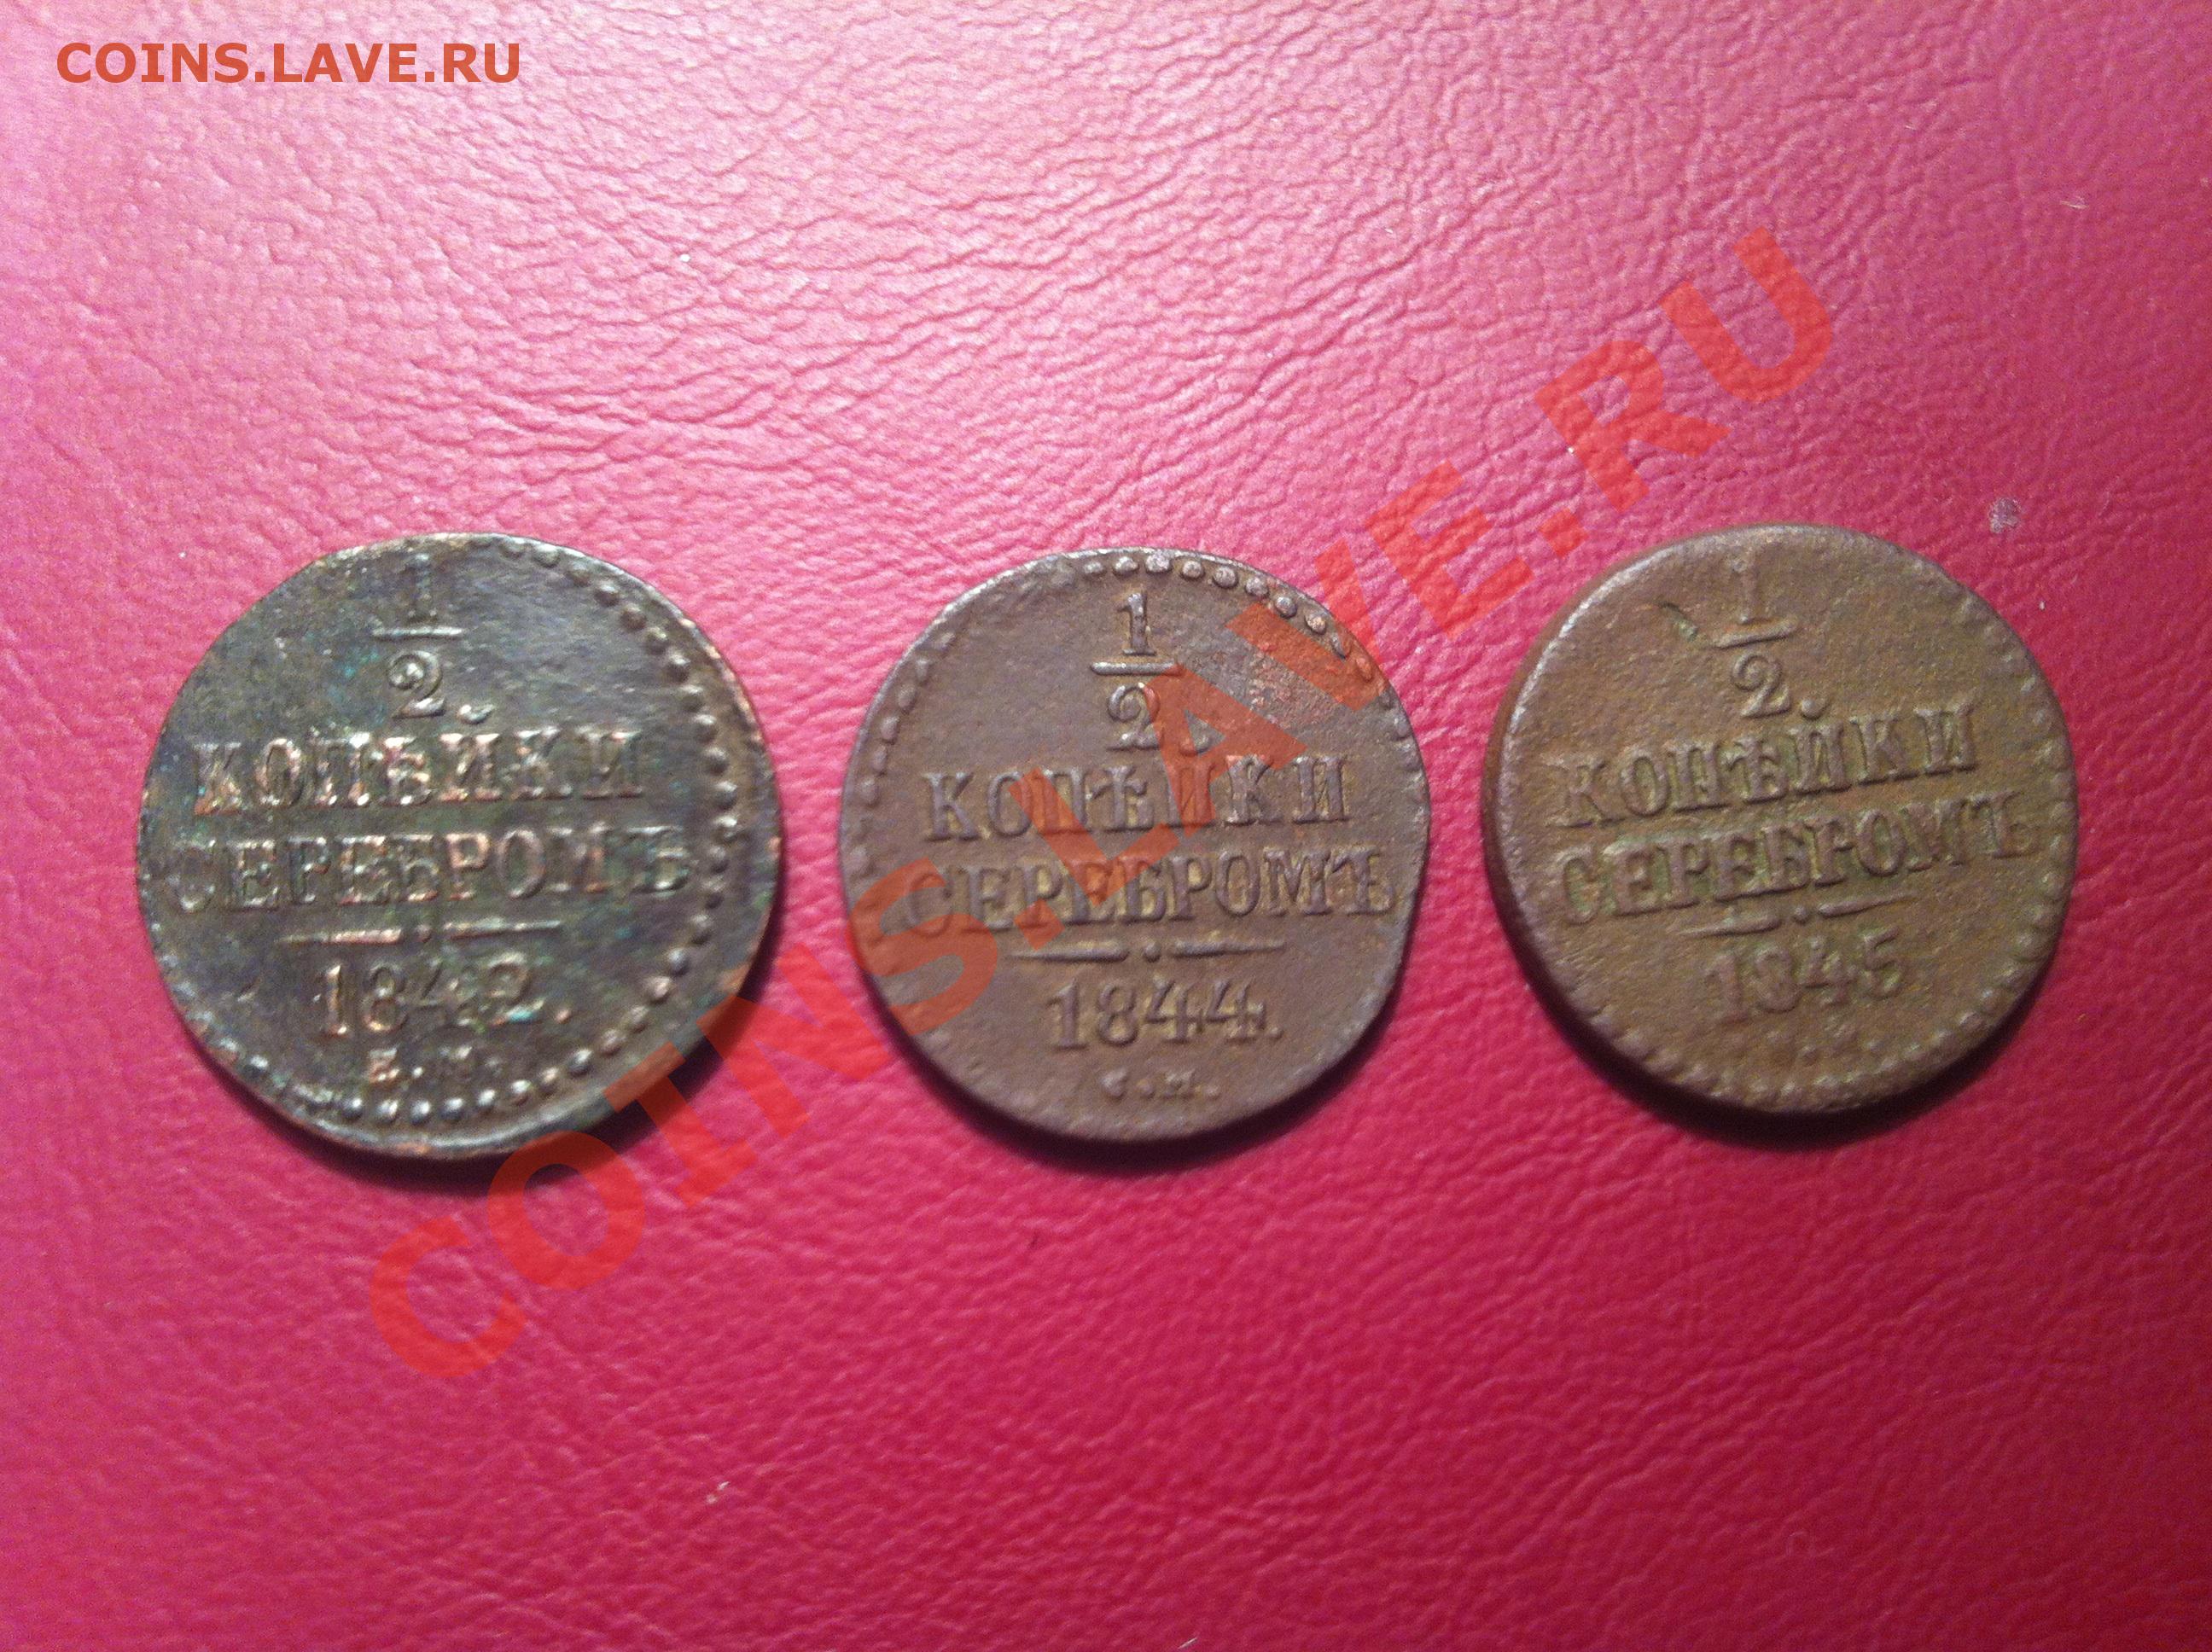 COINS.LAVE.RU
1
2.
КОПѢЙКИ
СЕРЕБРОМЪ
1842.
Е.М.
1
2.
КОПѢЙКИ
СЕРЕБРОМЪ
1844.
С.М.
1
2.
КОПѢЙКИ
СЕРЕБРОМЪ
1845
COINS.LAVE.RU